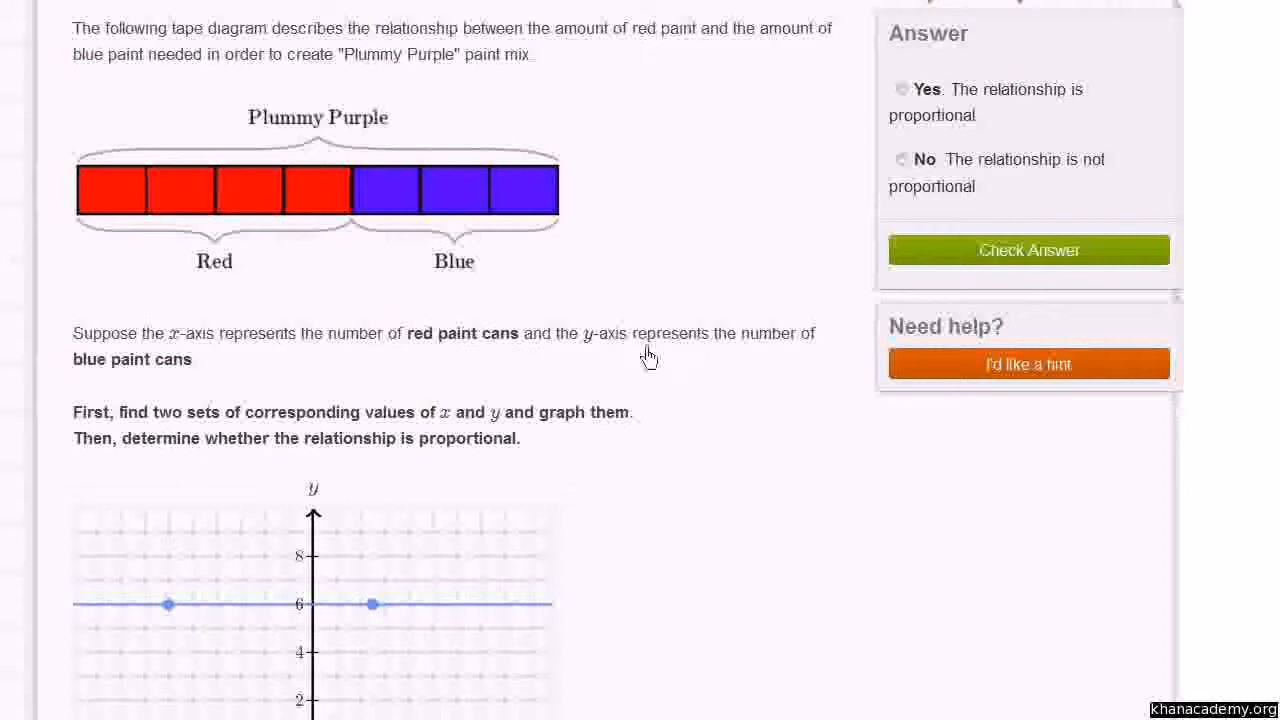 The following tape diagram describes the relationship between the amount of red paint and the amount of
blue paint needed in order to create "Plummy Purple" paint mix.
Plummy Purple
Red
Blue
Suppose the x-axis represents the number of red paint cans and the y-axis represents the number of
blue paint cans
First, find two sets of corresponding values of x and y and graph them.
Then, determine whether the relationship is proportional.
y
8
6
4
2
Answer
Yes. The relationship is
proportional
No The relationship is not
proportional
Check Answer
Need help?
I'd like a hint
khanacademy.org